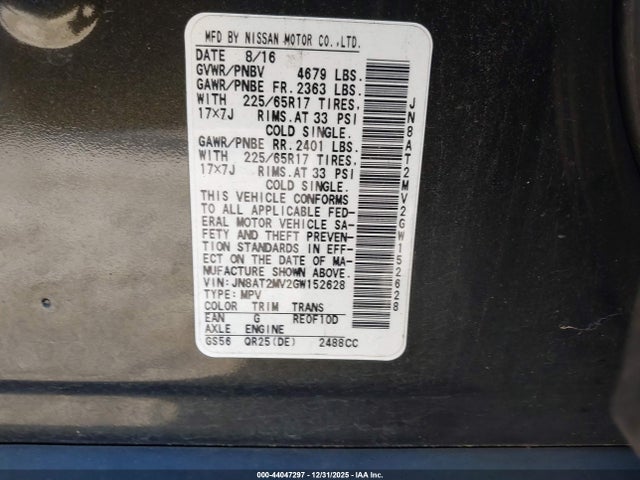 MFD BY NISSAN MOTOR CO.,LTD.
DATE 8/16
GVWR/PNBV 4679 LBS.
GAWR/PNBE FR. 2363 LBS.
WITH 225/65R17 TIRES.
17×7J RIMS.AT 33 PSI
COLD SINGLE.
GAWR/PNBE RR. 2401 LBS.
WITH 225/65R17 TIRES.
17×7J RIMS.AT 33 PSI
COLD SINGLE.
THIS VEHICLE CONFORMS
TO ALL APPLICABLE FED-
ERAL MOTOR VEHICLE SA-
FETY AND THEFT PREVEN-
TION STANDARDS IN EFF-
ECT ON THE DATE OF MA-
NUFACTURE SHOWN ABOVE.
VIN:JN8AT2MV2GW152628
TYPE:MPV
COLOR TRIM TRANS
EAN G RE0F10D
AXLE ENGINE
GS56 QR25(DE) 2488CC
JN8AT2MV2GW152628
000-44047297 - 12/31/2025 - IAA Inc.